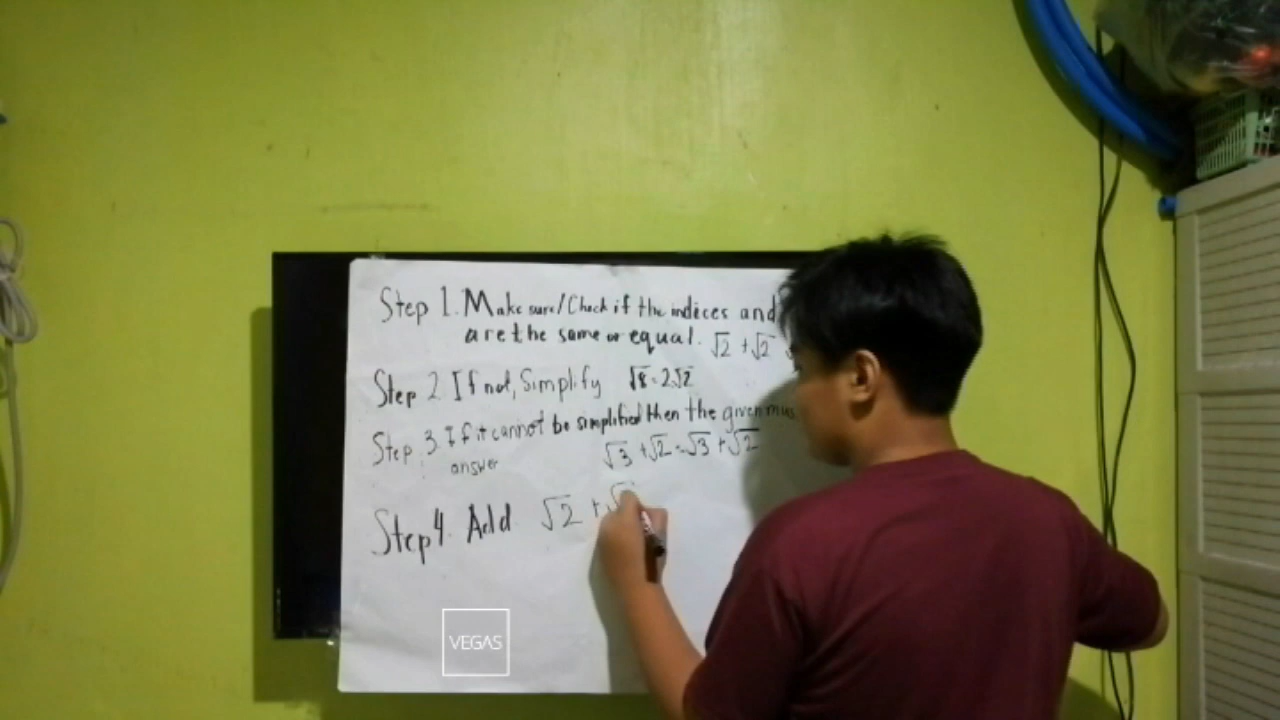 Step 1. Make sure/Check if the indices and
are the same or equal. √2 + √2
Step 2. If not, Simplify √8 = 2√2
Step 3. If it cannot be simplified then the given
answer √3 + √2 = √3 + √2
Step 4. Add √2 + √
VEGAS